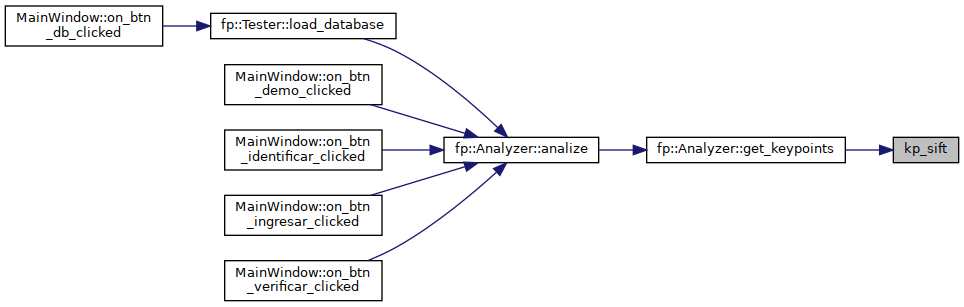 MainWindow::on_btn
_db_clicked
fp::Tester::load_database
MainWindow::on_btn
_demo_clicked
MainWindow::on_btn
_identificar_clicked
MainWindow::on_btn
_ingresar_clicked
MainWindow::on_btn
_verificar_clicked
fp::Analyzer::analize
fp::Analyzer::get_keypoints
kp_sift